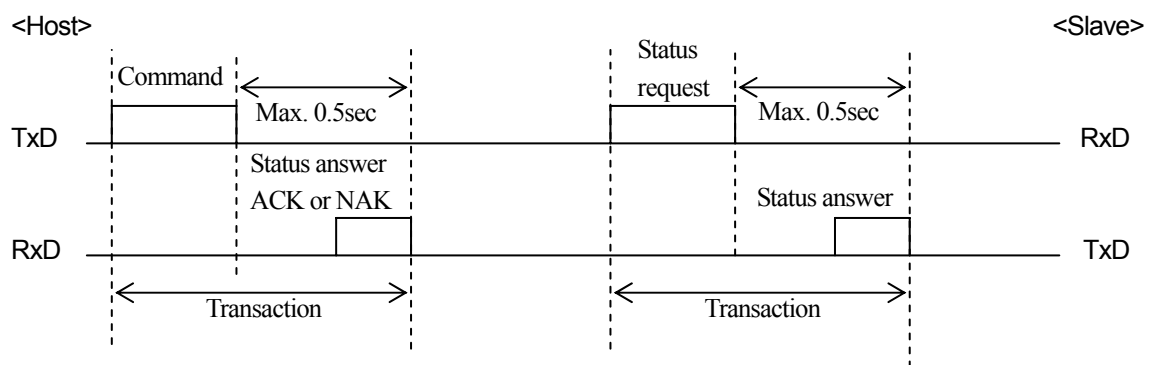 <Host>
<Slave>
Command
Status
request
Max. 0.5sec
Max. 0.5sec
TxD
RxD
Status answer
ACK or NAK
Status answer
RxD
TxD
Transaction
Transaction